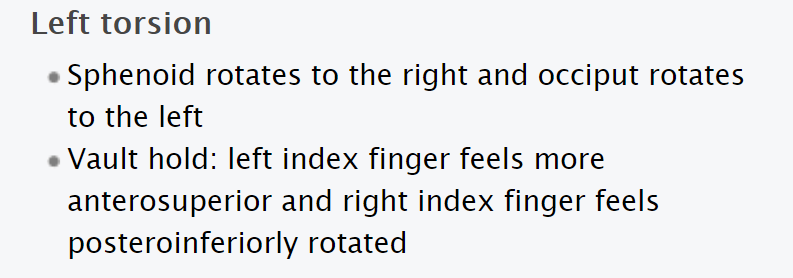 Left torsion
Sphenoid rotates to the right and occiput rotates
to the left
Vault hold: left index finger feels more
anterosuperior and right index finger feels
posteroinferiorly rotated